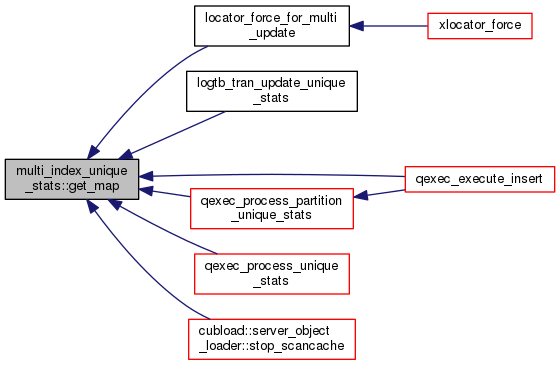 locator_force_for_multi
_update
xlocator_force
logtb_tran_update_unique
_stats
multi_index_unique
_stats::get_map
qexec_execute_insert
qexec_process_partition
_unique_stats
qexec_process_unique
_stats
cubload::server_object
_loader::stop_scancache